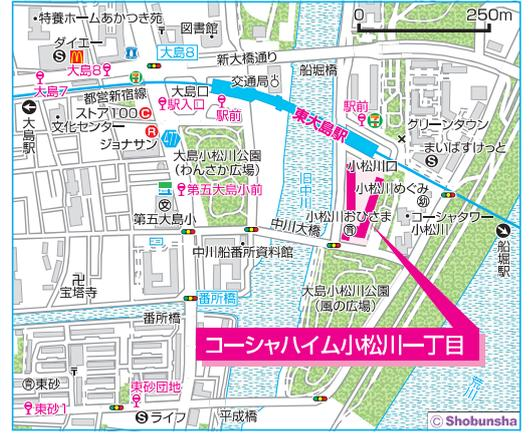 0 250m
特養ホームあかつき苑
図書館
ダイエー
S
大島8
大島7
新大橋通り
船堀橋
都営新宿線
大島口
交通局
駅入口
駅前
駅前
東大島駅
大島駅
ストア100
C
文化センター
R
ジョナサン
グリーンタウン
まいばすけっと
S
大島小松川公園
(わんさか広場)
旧中川
小松川口
小松川めぐみ
幼
第五大島小前
文
第五大島小
小松川おひさま
育
コーシャタワー
小松川
中川大橋
船堀駅
中川船番所資料館
宝塔寺
番所橋
番所橋
大島小松川公園
(風の広場)
コーシャハイム小松川一丁目
荒川
東砂
東砂団地
東砂1
S
ライフ
平成橋
© Shobunsha